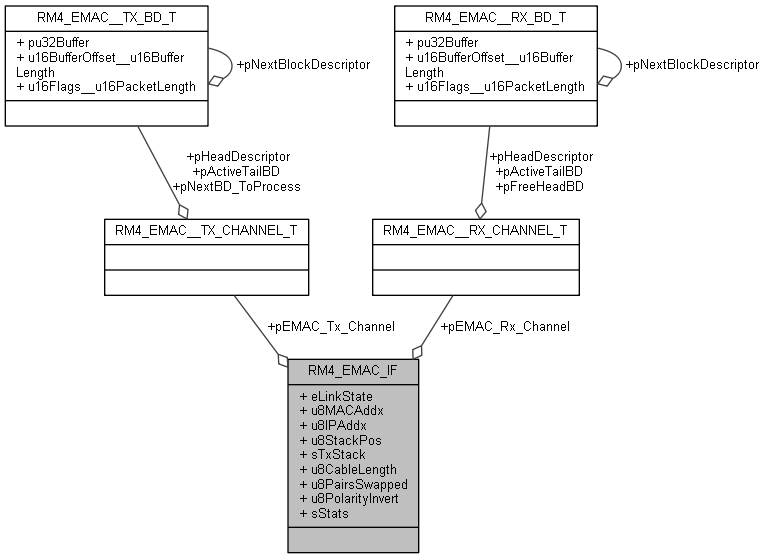 RM4_EMAC__TX_BD_T
+ pu32Buffer
+ u16BufferOffset__u16Buffer
Length
+ u16Flags__u16PacketLength
+pNextBlockDescriptor
RM4_EMAC__RX_BD_T
+ pu32Buffer
+ u16BufferOffset__u16Buffer
Length
+ u16Flags__u16PacketLength
+pNextBlockDescriptor
+pHeadDescriptor
+pActiveTailBD
+pNextBD_ToProcess
+pHeadDescriptor
+pActiveTailBD
+pFreeHeadBD
RM4_EMAC__TX_CHANNEL_T
RM4_EMAC__RX_CHANNEL_T
+pEMAC_Tx_Channel
+pEMAC_Rx_Channel
RM4_EMAC_IF
+ eLinkState
+ u8MACAddx
+ u8IPAddx
+ u8StackPos
+ sTxStack
+ u8CableLength
+ u8PairsSwapped
+ u8PolarityInvert
+ sStats